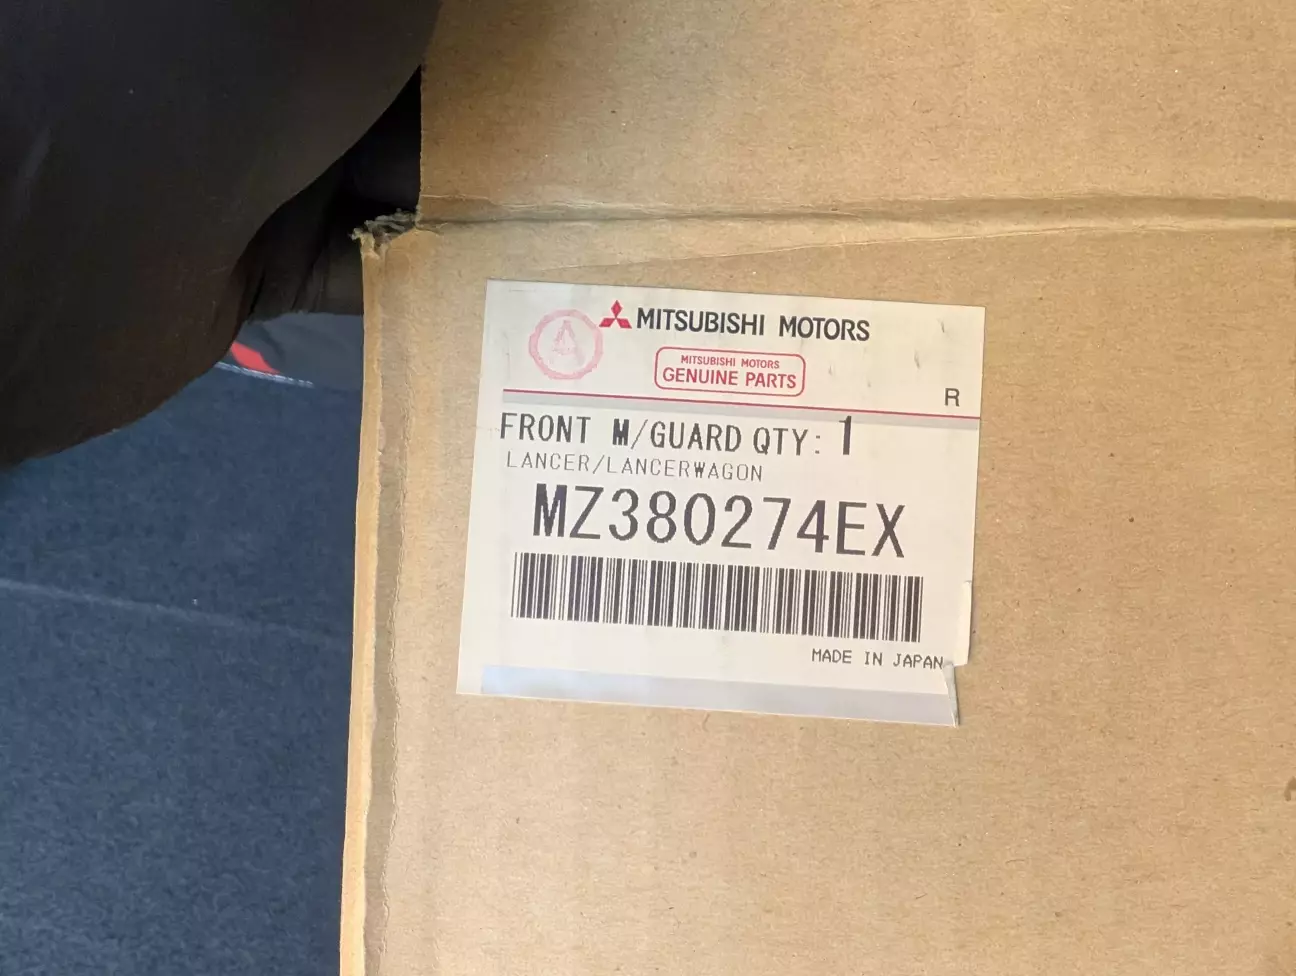 A
MITSUBISHI MOTORS
MITSUBISHI MOTORS
GENUINE PARTS
R
FRONT M/GUARD QTY: 1
LANCER/LANCERWAGON
MZ380274EX
MADE IN JAPAN